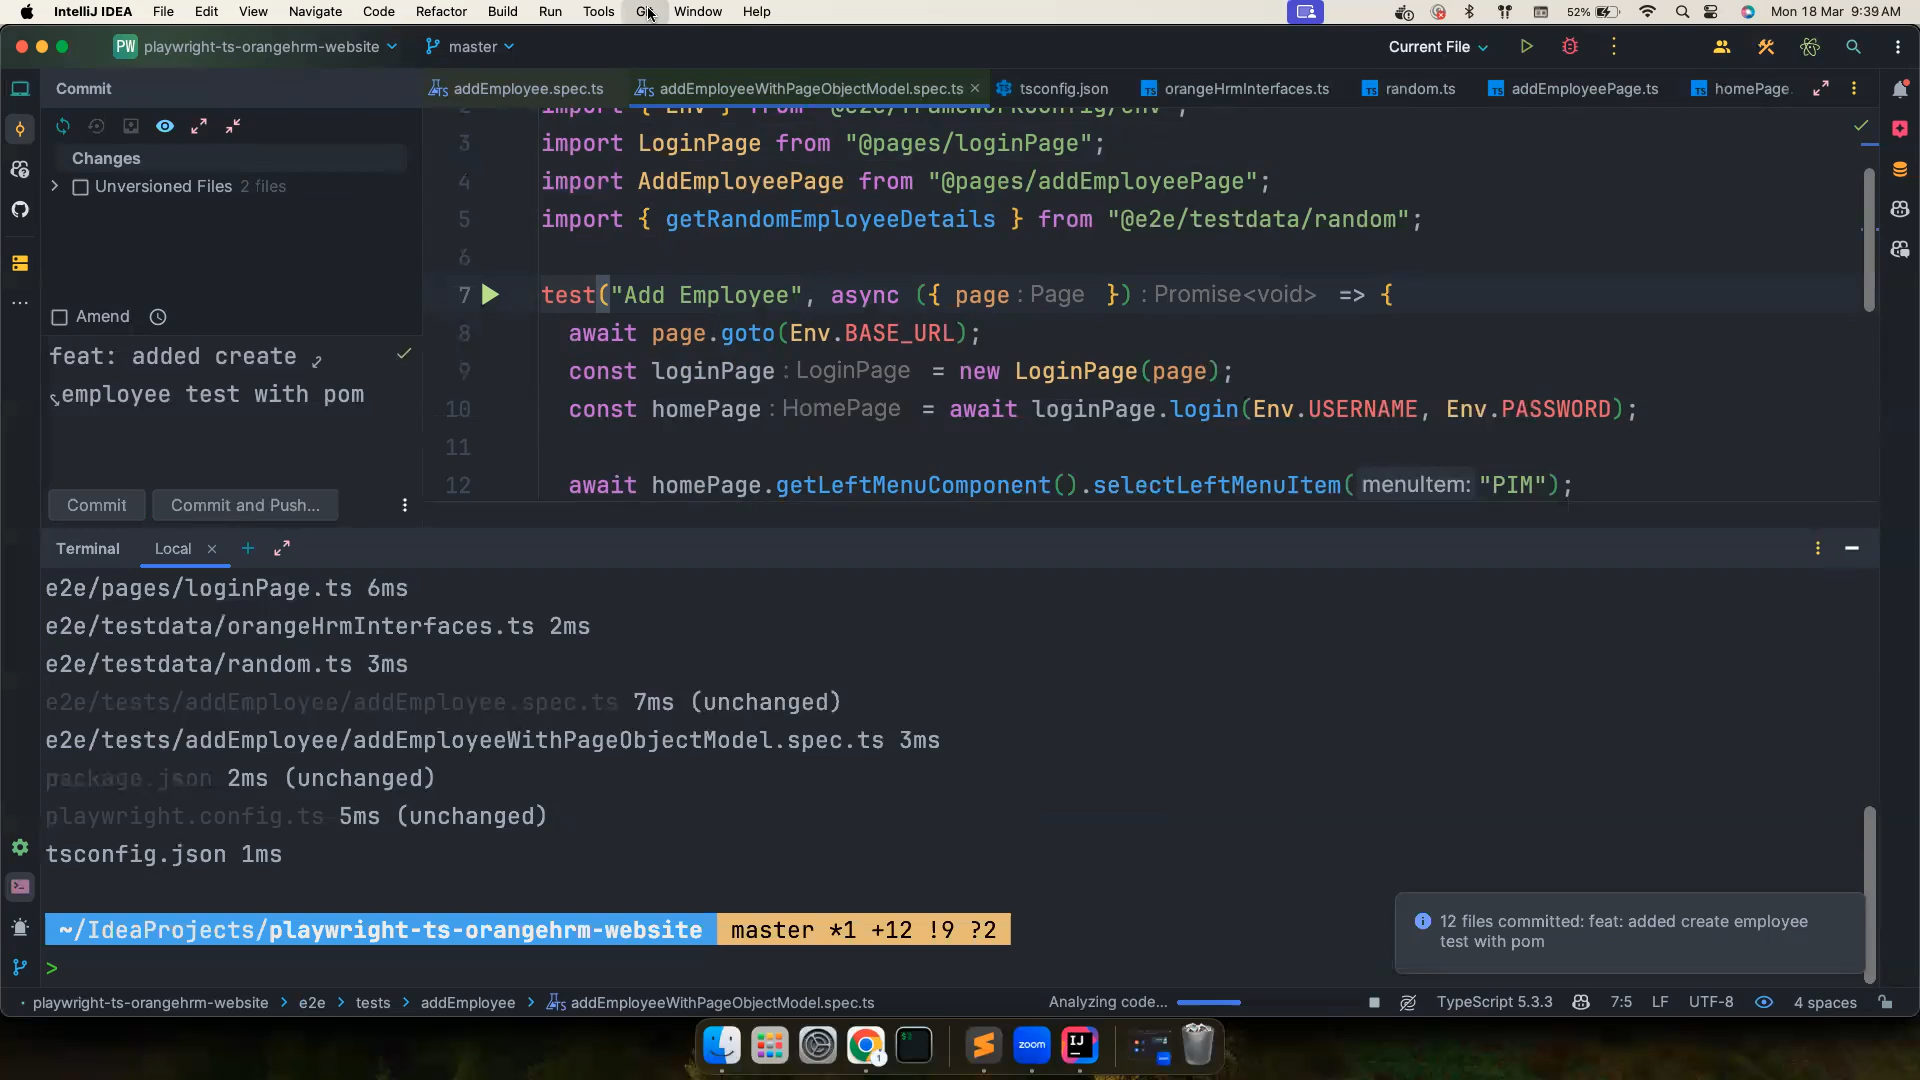 IntelliJ IDEA File Edit View Navigate Code Refactor Build Run Tools Window Help 52% Mon 18 Mar 9:39 AM
PW playwright-ts-orangehrm-website master Current File
Commit
addEmployee.spec.ts addEmployeeWithPageObjectModel.spec.ts tsconfig.json orangeHrmInterfaces.ts random.ts addEmployeePage.ts homePage.
Changes
Unversioned Files 2 files
Amend
feat: added create
employee test with pom
Commit Commit and Push...
3 import LoginPage from "@pages/loginPage";
4 import AddEmployeePage from "@pages/addEmployeePage";
5 import { getRandomEmployeeDetails } from "@e2e/testdata/random";
6
7 test("Add Employee", async ({ page : Page }) : Promise<void> => {
8 await page.goto(Env.BASE_URL);
9 const loginPage : LoginPage = new LoginPage(page);
10 const homePage : HomePage = await loginPage.login(Env.USERNAME, Env.PASSWORD);
11
12 await homePage.getLeftMenuComponent().selectLeftMenuItem( menuItem: "PIM");
Terminal Local
e2e/pages/loginPage.ts 6ms
e2e/testdata/orangeHrmInterfaces.ts 2ms
e2e/testdata/random.ts 3ms
e2e/tests/addEmployee/addEmployee.spec.ts 7ms (unchanged)
e2e/tests/addEmployee/addEmployeeWithPageObjectModel.spec.ts 3ms
package.json 2ms (unchanged)
playwright.config.ts 5ms (unchanged)
tsconfig.json 1ms
~/IdeaProjects/playwright-ts-orangehrm-website master *1 +12 !9 ?2
>
12 files committed: feat: added create employee
test with pom
playwright-ts-orangehrm-website > e2e > tests > addEmployee > addEmployeeWithPageObjectModel.spec.ts Analyzing code... TypeScript 5.3.3 7:5 LF UTF-8 4 spaces
zoom
IJ